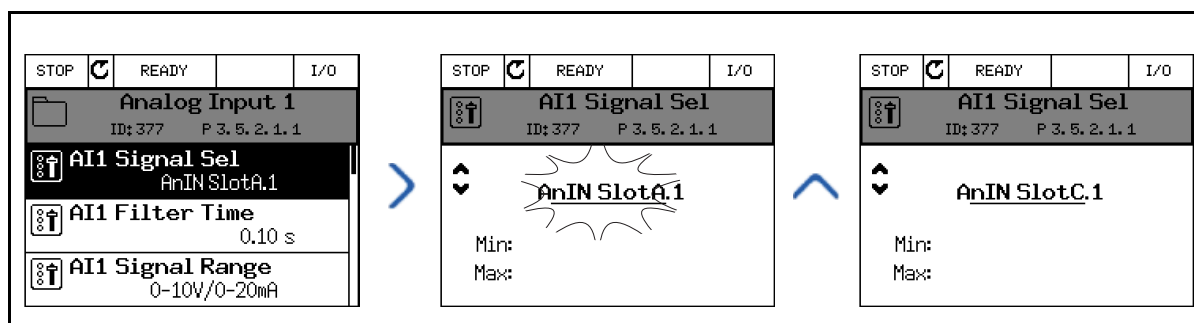 STOP READY I/O
Analog Input 1
ID:377 P3.5.2.1.1
AI1 Signal Sel
AnIN SlotA.1
AI1 Filter Time
0.10 s
AI1 Signal Range
0-10V/0-20mA
STOP READY I/O
AI1 Signal Sel
ID:377 P3.5.2.1.1
AnIN SlotA.1
Min:
Max:
STOP READY I/O
AI1 Signal Sel
ID:377 P3.5.2.1.1
AnIN SlotC.1
Min:
Max: